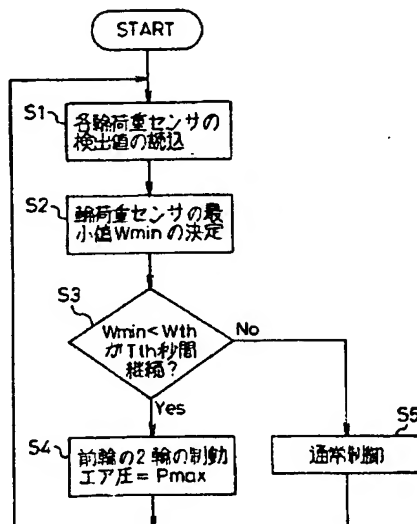 START
S1
各輪荷重センサの
検出値の読込
S2
輪荷重センサの最
小値Wminの決定
S3
Wmin<Wth
がTth秒間
継続?
No
Yes
S4
前輪の2輪の制動
エア圧=Pmax
S5
通常制御